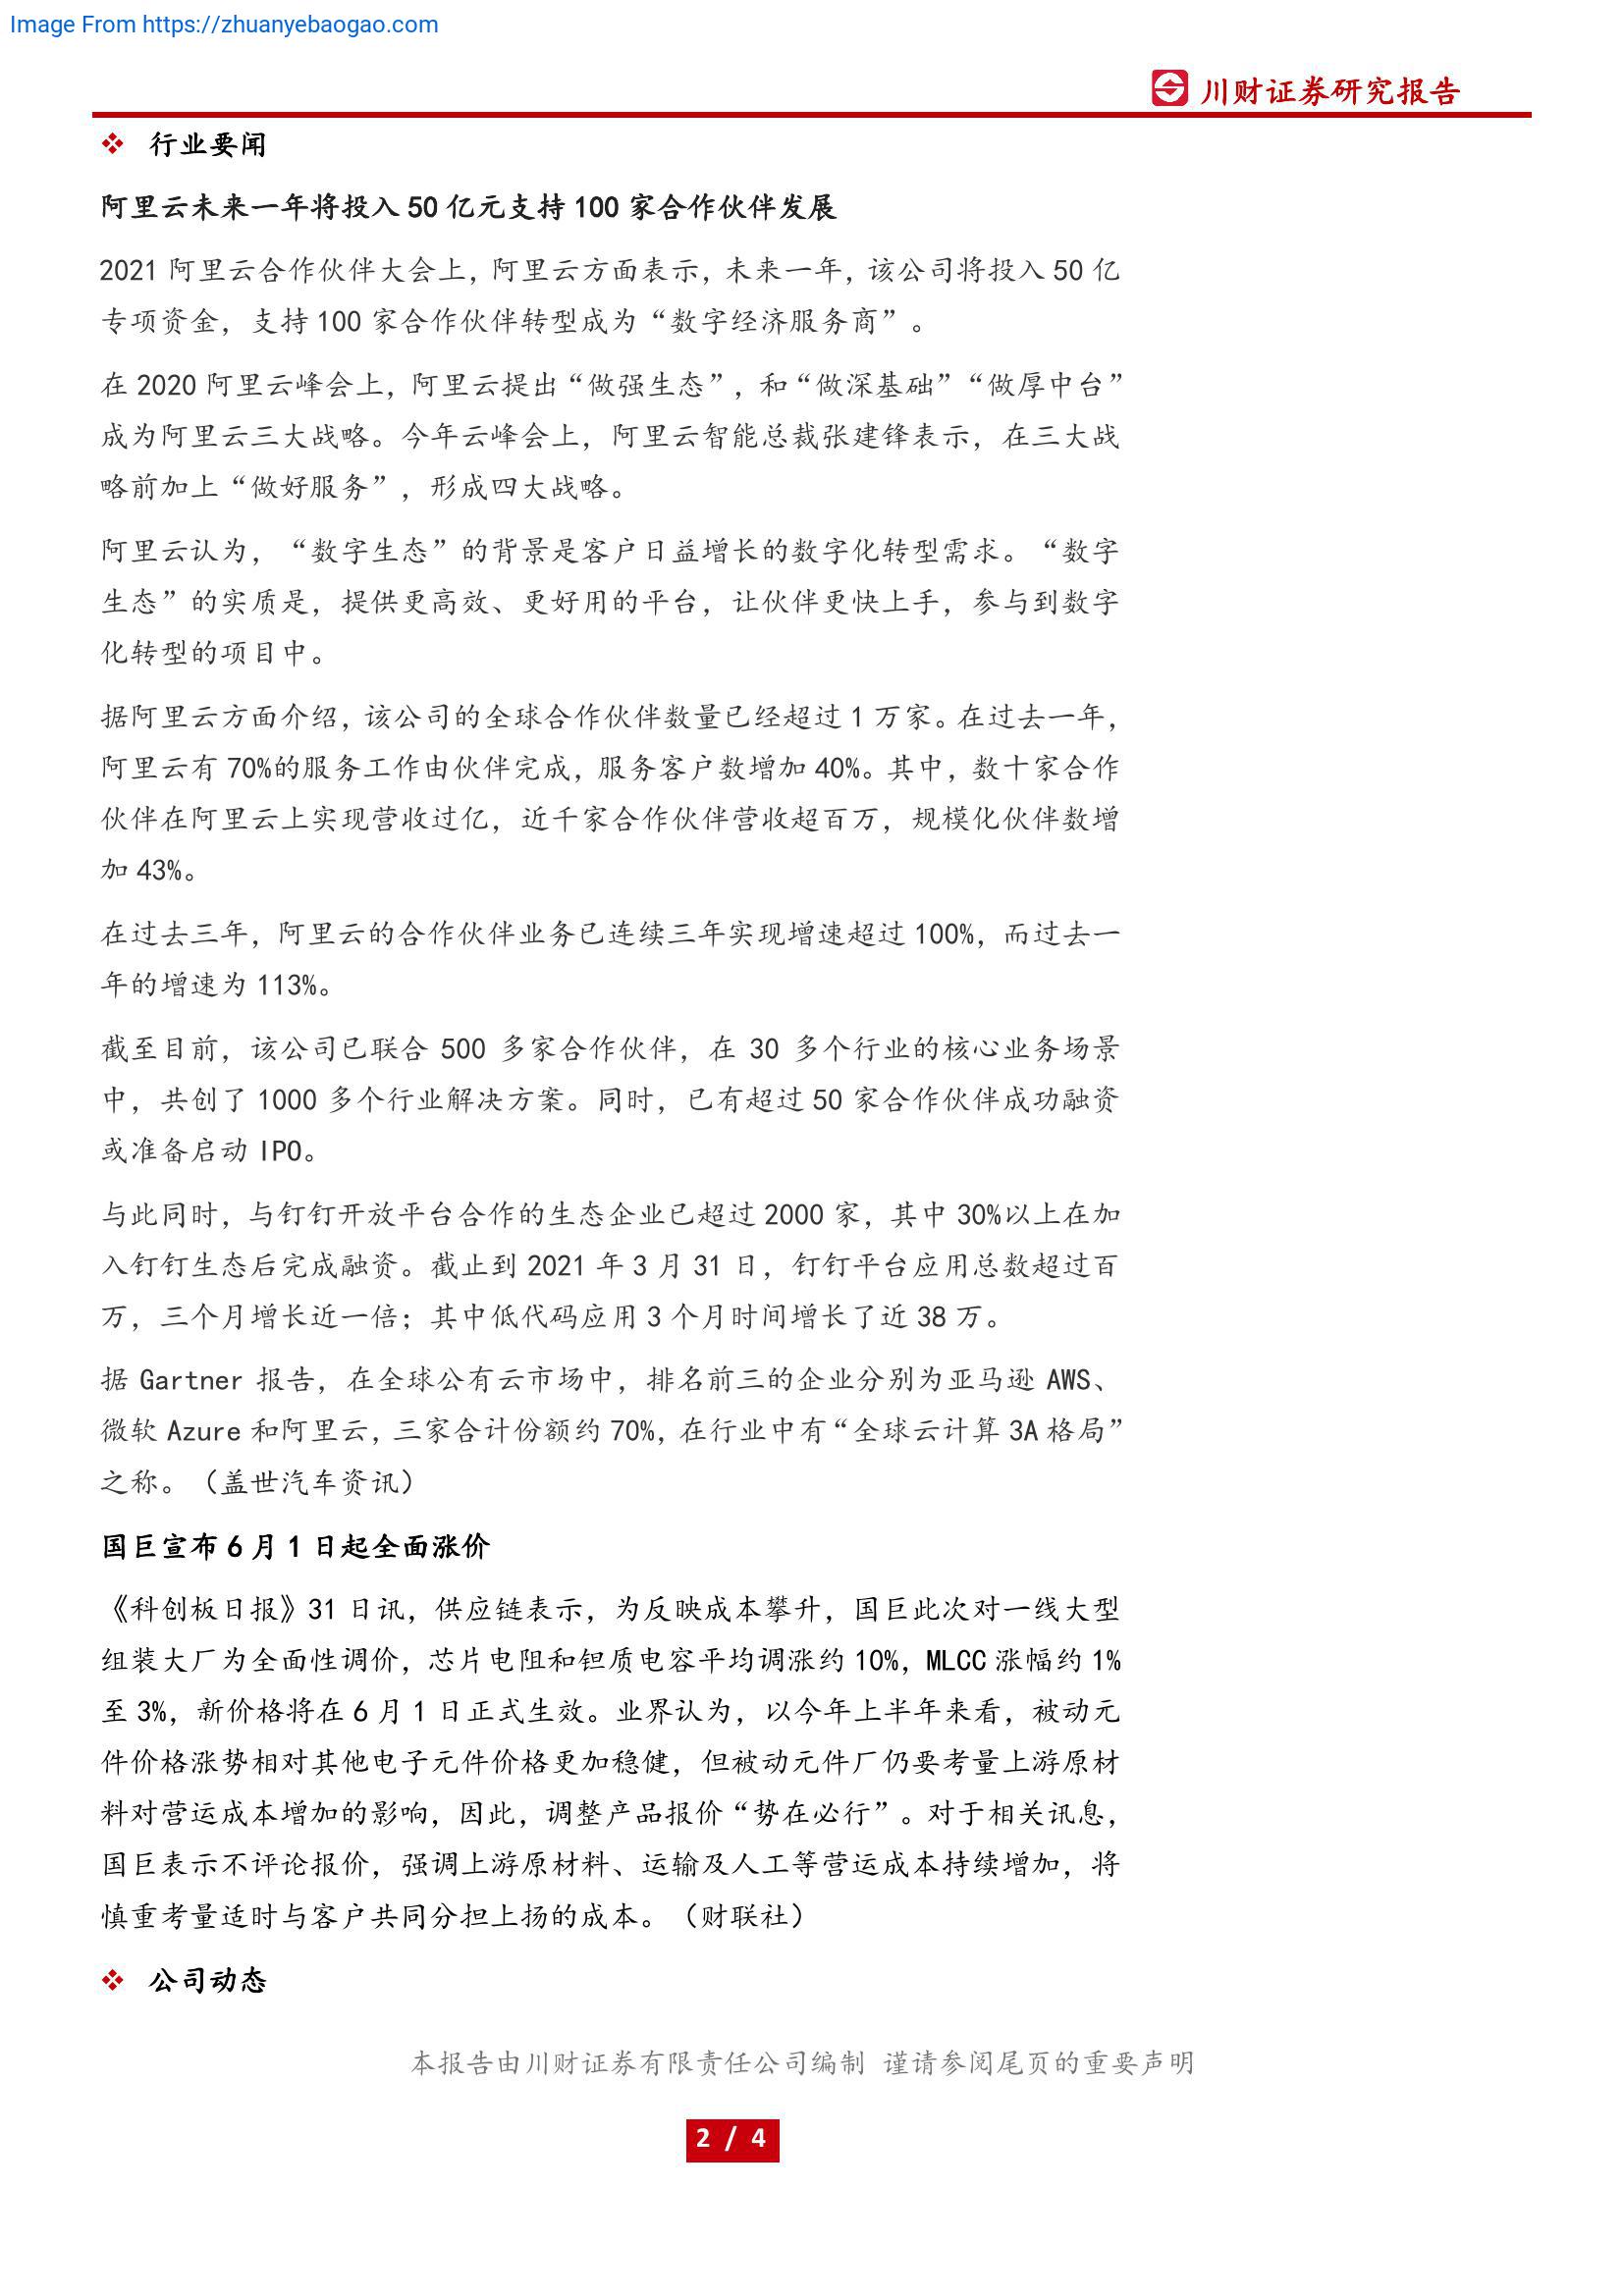 Image From https://zhuanyebaogao.com
川财证券研究报告
行业要闻
阿里云未来一年将投入 50 亿元支持 100 家合作伙伴发展
2021 阿里云合作伙伴大会上，阿里云方面表示，未来一年，该公司将投入 50 亿
专项资金，支持 100 家合作伙伴转型成为“数字经济服务商”。
在 2020 阿里云峰会上，阿里云提出“做强生态”，和“做深基础”“做厚中台”
成为阿里云三大战略。今年云峰会上，阿里云智能总裁张建锋表示，在三大战
略前加上“做好服务”，形成四大战略。
阿里云认为，“数字生态”的背景是客户日益增长的数字化转型需求。“数字
生态”的实质是，提供更高效、更好用的平台，让伙伴更快上手，参与到数字
化转型的项目中。
据阿里云方面介绍，该公司的全球合作伙伴数量已经超过 1 万家。在过去一年，
阿里云有 70%的服务工作由伙伴完成，服务客户数增加 40%。其中，数十家合作
伙伴在阿里云上实现营收过亿，近千家合作伙伴营收超百万，规模化伙伴数增
加 43%。
在过去三年，阿里云的合作伙伴业务已连续三年实现增速超过 100%，而过去一
年的增速为 113%。
截至目前，该公司已联合 500 多家合作伙伴，在 30 多个行业的核心业务场景
中，共创了 1000 多个行业解决方案。同时，已有超过 50 家合作伙伴成功融资
或准备启动 IPO。
与此同时，与钉钉开放平台合作的生态企业已超过 2000 家，其中 30%以上在加
入钉钉生态后完成融资。截止到 2021 年 3 月 31 日，钉钉平台应用总数超过百
万，三个月增长近一倍；其中低代码应用 3 个月时间增长了近 38 万。
据 Gartner 报告，在全球公有云市场中，排名前三的企业分别为亚马逊 AWS、
微软 Azure 和阿里云，三家合计份额约 70%，在行业中有“全球云计算 3A 格局”
之称。（盖世汽车资讯）
国巨宣布 6 月 1 日起全面涨价
《科创板日报》31 日讯，供应链表示，为反映成本攀升，国巨此次对一线大型
组装大厂为全面性调价，芯片电阻和钽质电容平均调涨约 10%，MLCC 涨幅约 1%
至 3%，新价格将在 6 月 1 日正式生效。业界认为，以今年上半年来看，被动元
件价格涨势相对其他电子元件价格更加稳健，但被动元件厂仍要考量上游原材
料对营运成本增加的影响，因此，调整产品报价“势在必行”。对于相关讯息，
国巨表示不评论报价，强调上游原材料、运输及人工等营运成本持续增加，将
慎重考量适时与客户共同分担上扬的成本。（财联社）
公司动态
本报告由川财证券有限责任公司编制 谨请参阅尾页的重要声明
2 / 4